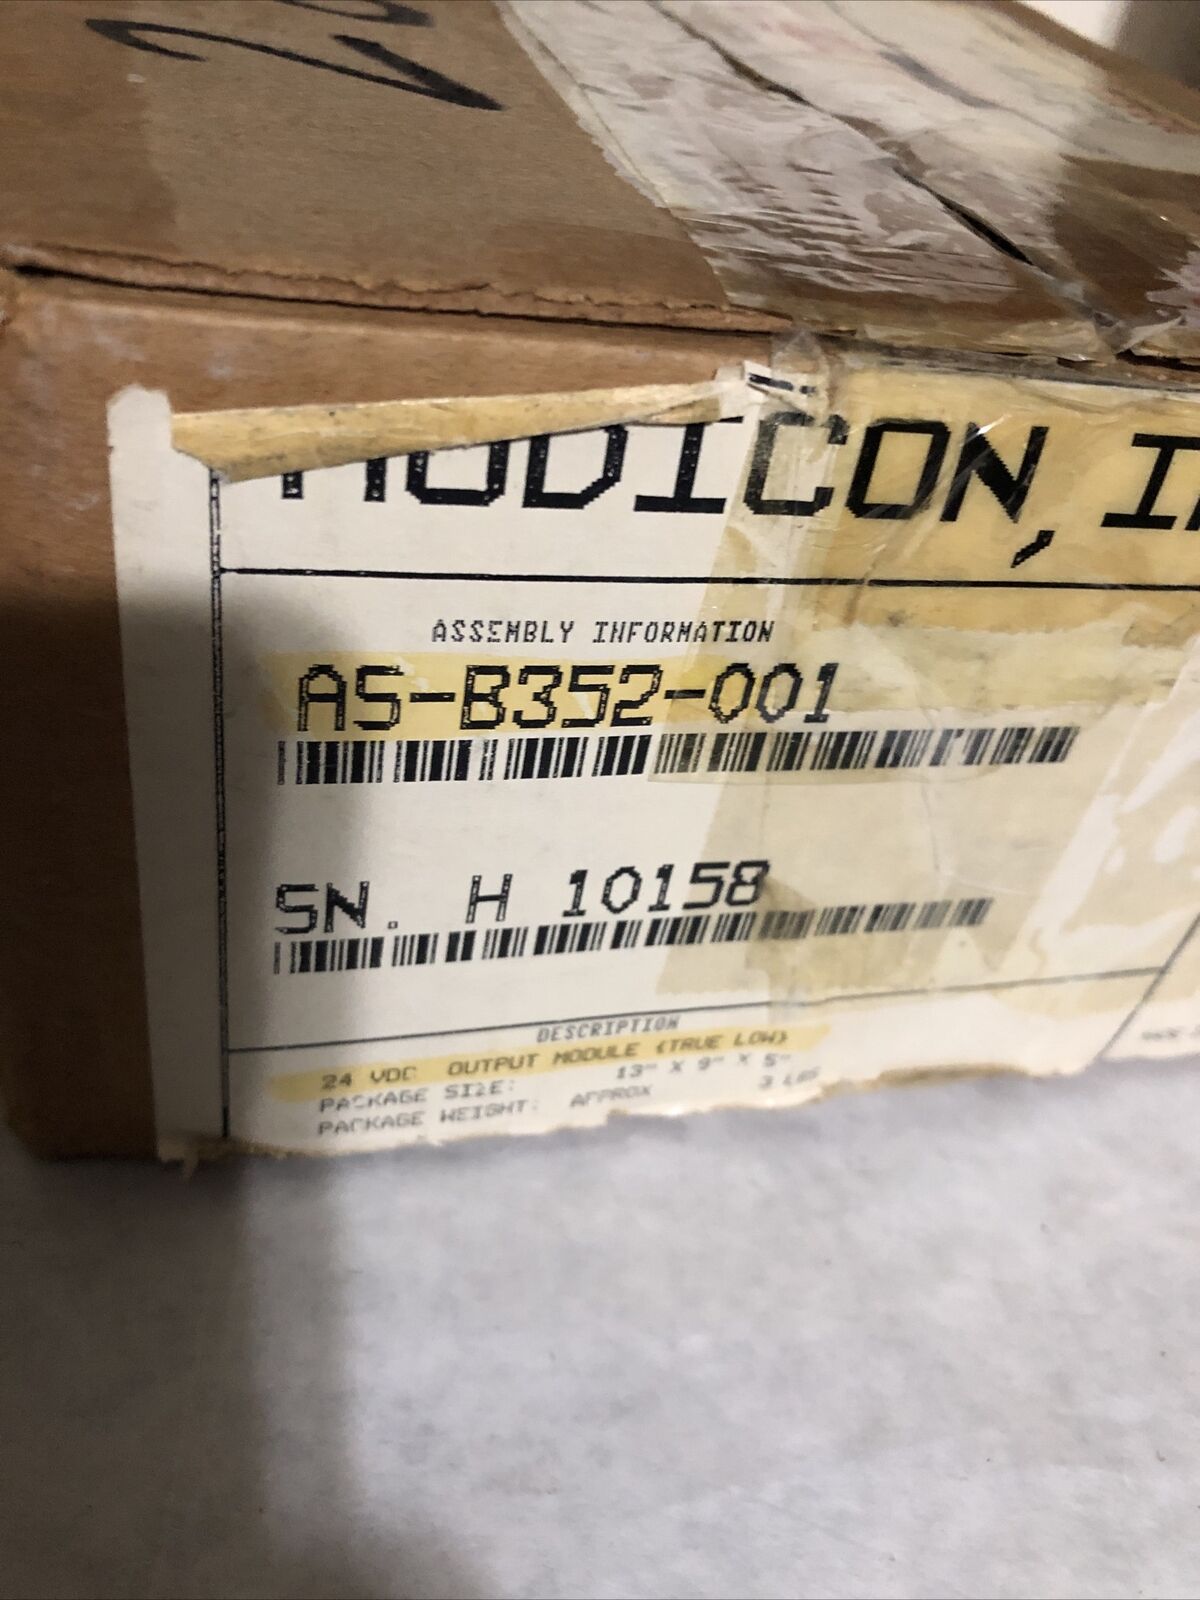 MODICON, IN
ASSEMBLY INFORMATION
AS-B352-001
SN. H 10158
DESCRIPTION
24 VDC OUTPUT MODULE (TRUE LOW)
PACKAGE SIZE: 13" X 9" X 5"
PACKAGE WEIGHT: APPROX 3 LBS